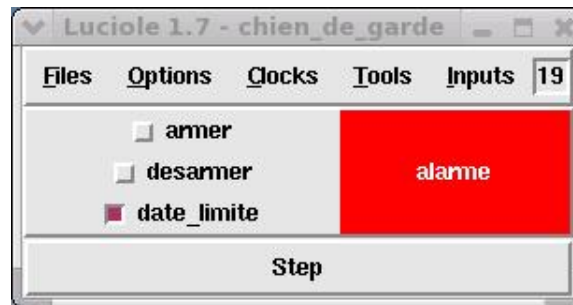 Luciole 1.7 - chien_de_garde
Files Options Clocks Tools Inputs 19
armer
desarmer
alarme
date_limite
Step